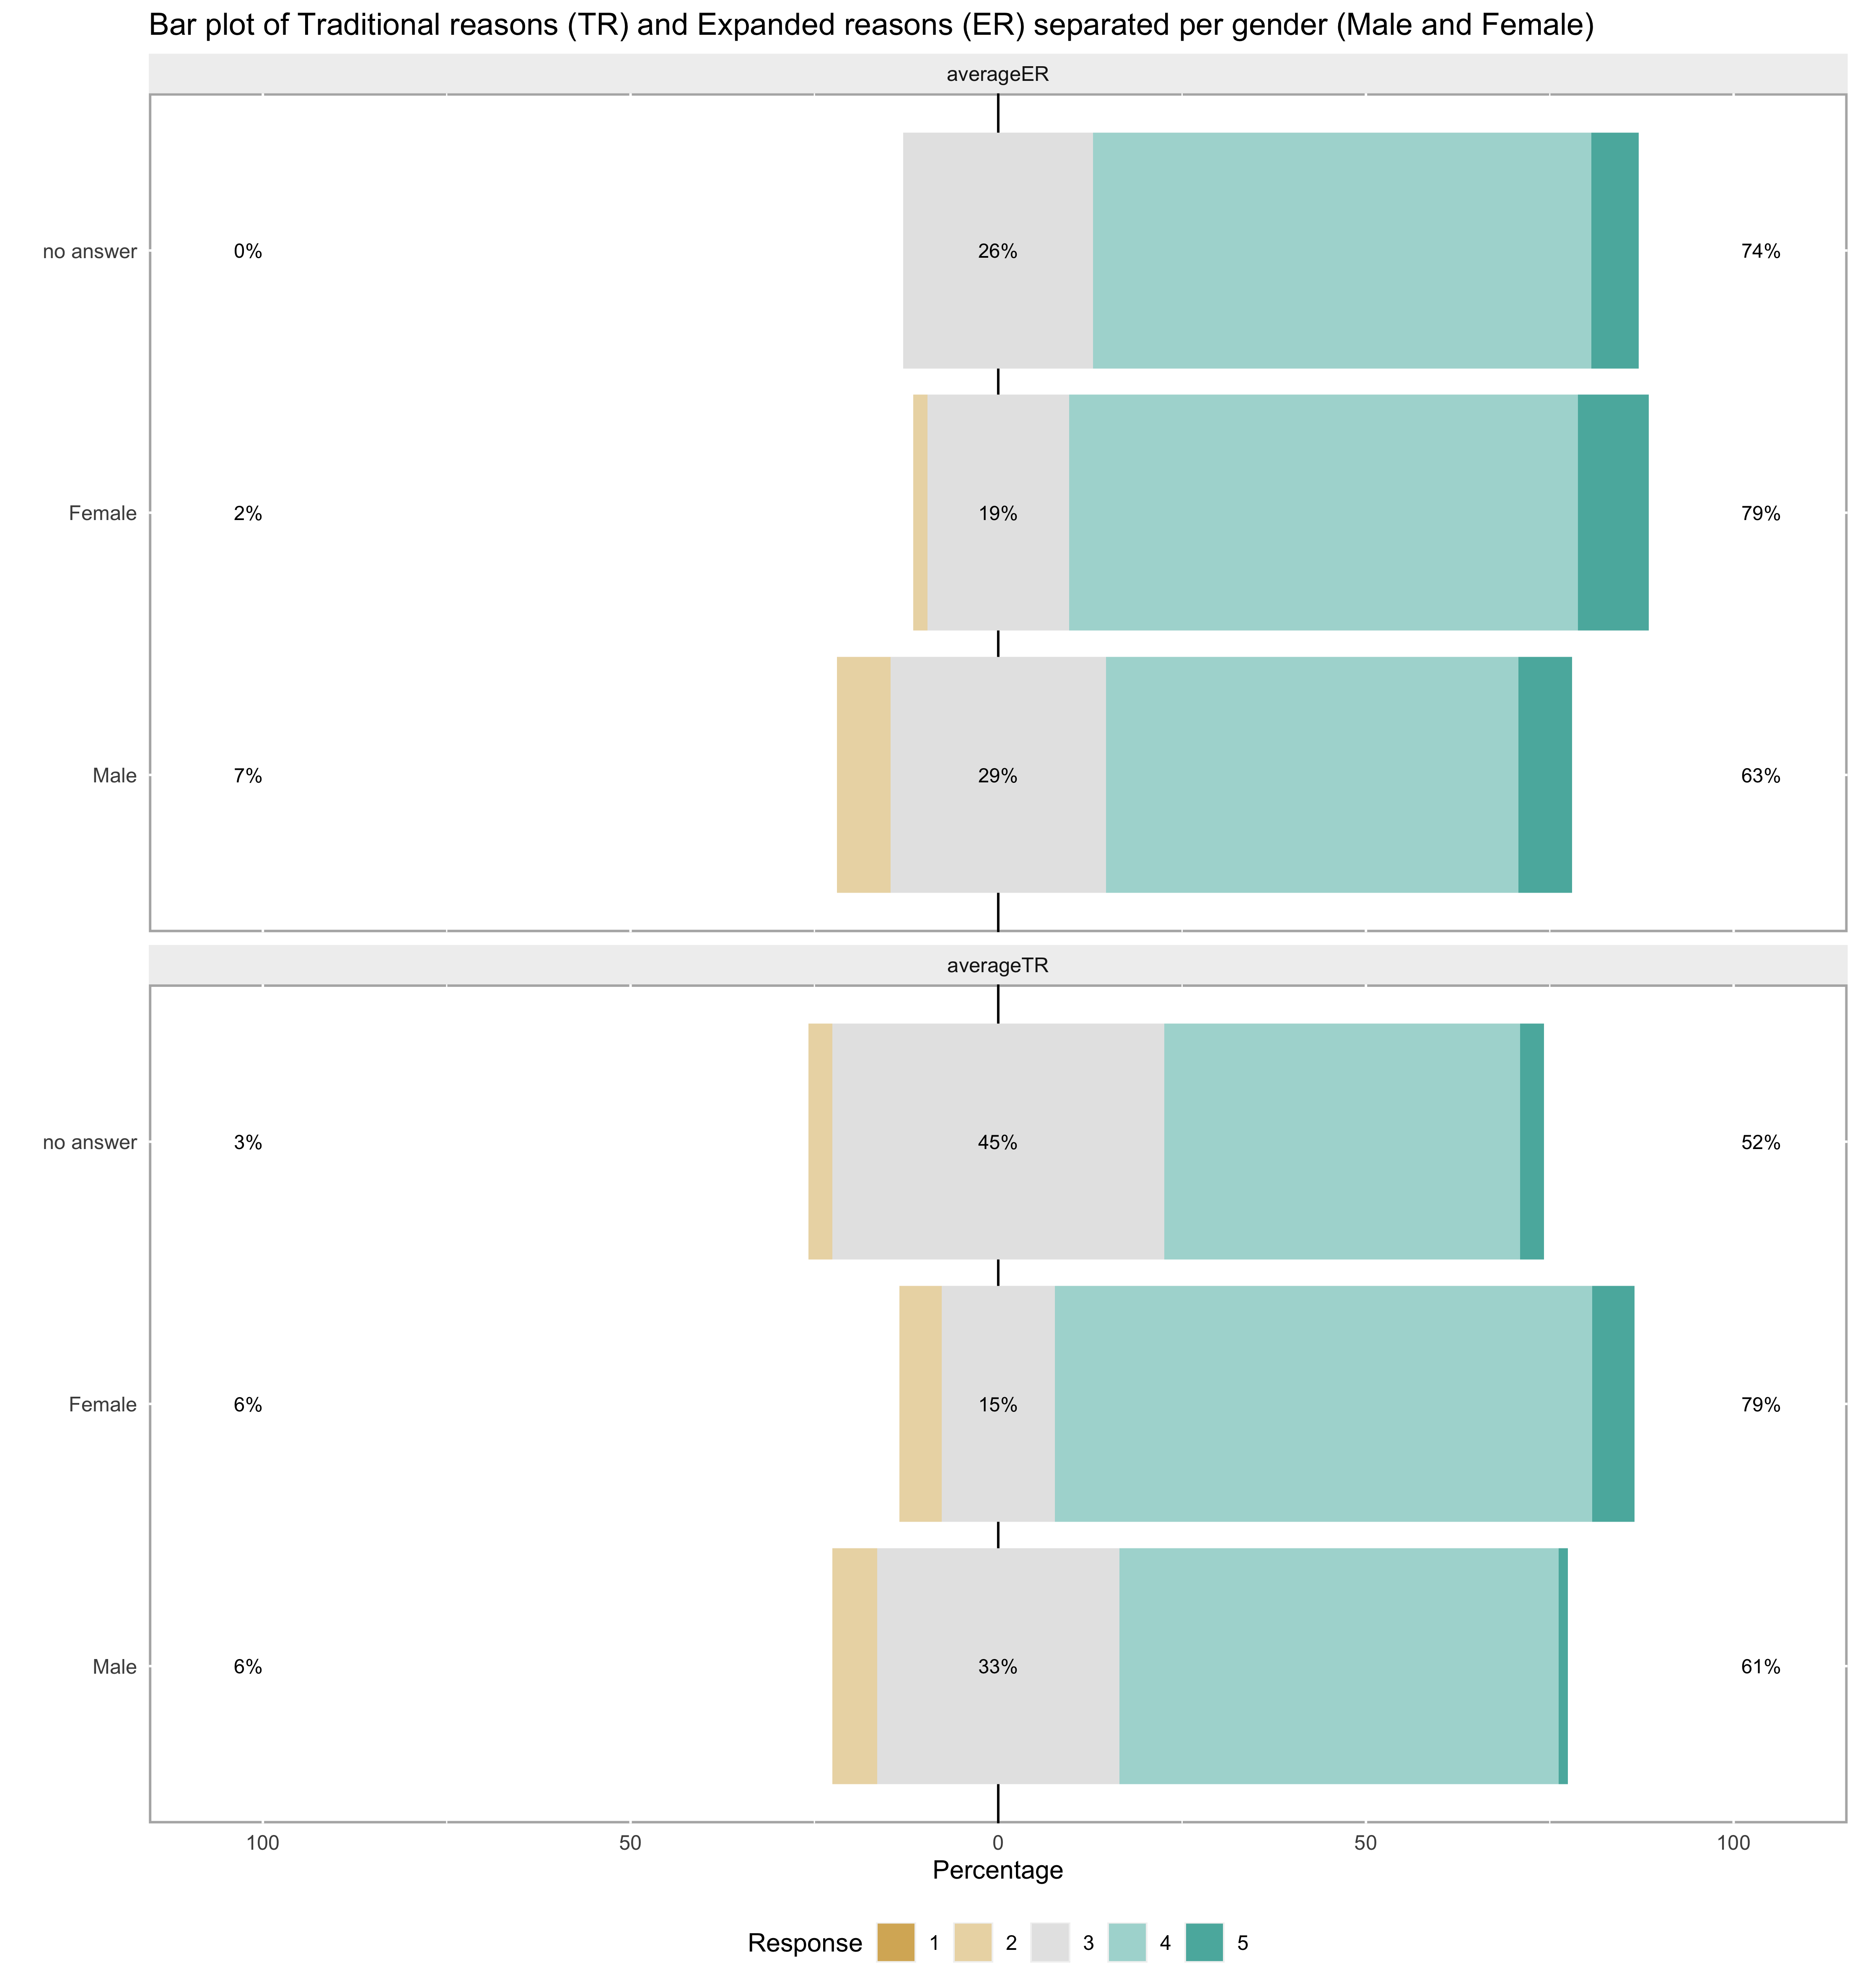 Bar plot of Traditional reasons (TR) and Expanded reasons (ER) separated per gender (Male and Female)
averageER
no answer 0% 26% 74%
Female 2% 19% 79%
Male 7% 29% 63%
averageTR
no answer 3% 45% 52%
Female 6% 15% 79%
Male 6% 33% 61%
100 50 0 50 100
Percentage
Response 1 2 3 4 5